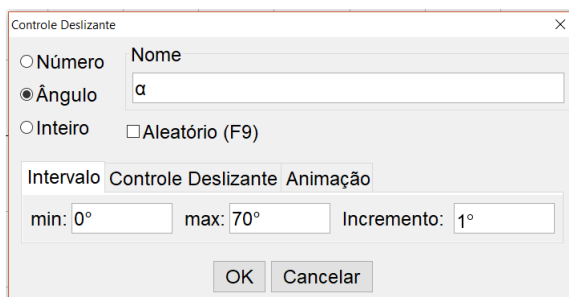 Controle Deslizante
Número
Nome
Ângulo
α
Inteiro
Aleatório (F9)
Intervalo Controle Deslizante Animação
min: 0° max: 70° Incremento: 1°
OK Cancelar